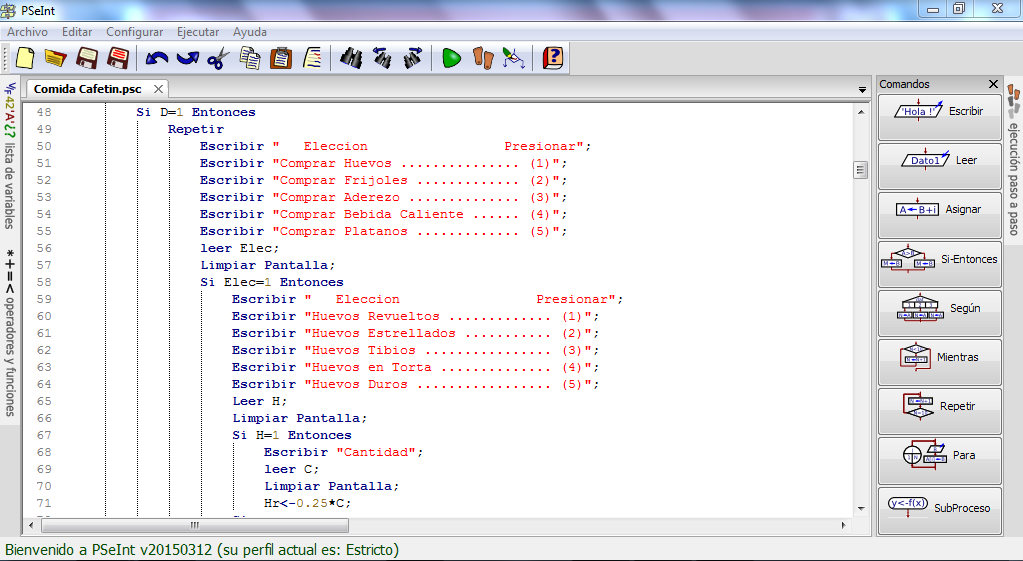 PSeInt
Archivo Editar Configurar Ejecutar Ayuda
Comida Cafetin.psc
48 Si D=1 Entonces
49 Repetir
50 Escribir "   Eleccion                 Presionar";
51 Escribir "Comprar Huevos ............... (1)";
52 Escribir "Comprar Frijoles ............. (2)";
53 Escribir "Comprar Aderezo .............. (3)";
54 Escribir "Comprar Bebida Caliente ...... (4)";
55 Escribir "Comprar Platanos ............. (5)";
56 leer Elec;
57 Limpiar Pantalla;
58 Si Elec=1 Entonces
59 Escribir "   Eleccion                 Presionar";
60 Escribir "Huevos Revueltos ............. (1)";
61 Escribir "Huevos Estrellados ........... (2)";
62 Escribir "Huevos Tibios ................ (3)";
63 Escribir "Huevos en Torta .............. (4)";
64 Escribir "Huevos Duros ................. (5)";
65 Leer H;
66 Limpiar Pantalla;
67 Si H=1 Entonces
68 Escribir "Cantidad";
69 leer C;
70 Limpiar Pantalla;
71 Hr<-0.25*C;
lista de variables
* + = < operadores y funciones
Comandos
'Hola !' Escribir
Dato1 Leer
A←B+i Asignar
Si-Entonces
Según
Mientras
Repetir
Para
y<-f(x) SubProceso
ejecución paso a paso
Bienvenido a PSeInt v20150312 (su perfil actual es: Estricto)